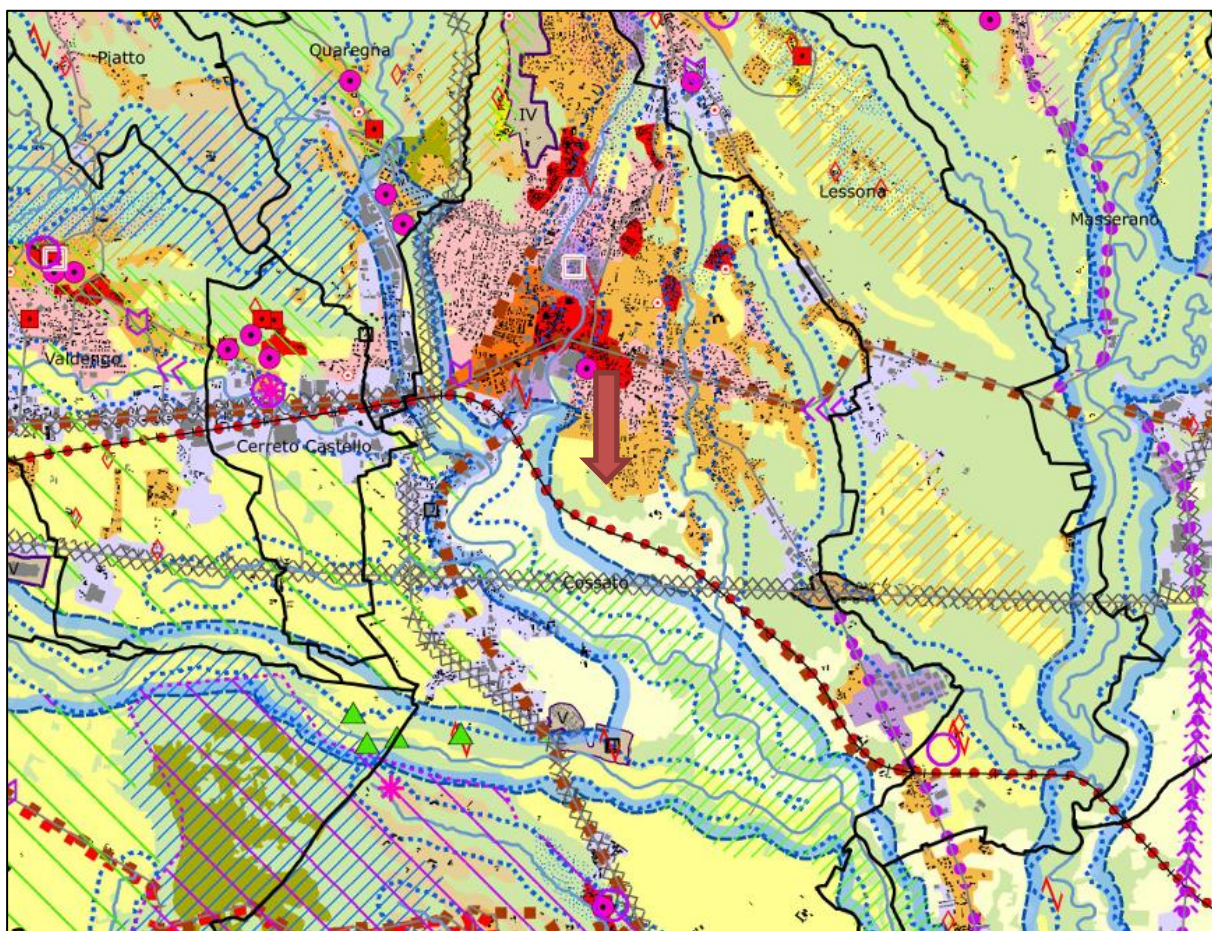 Piatto
Quaregna
IV
Lessona
Masserano
Valdengo
Cerreto Castello
Cossato
V
V